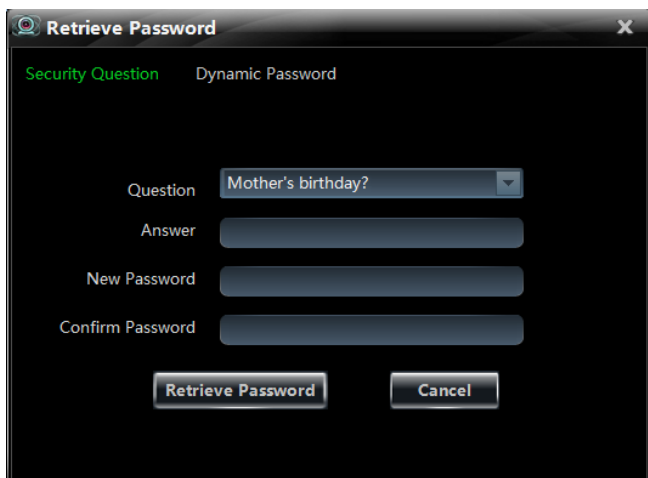 Retrieve Password
Security Question Dynamic Password
Question Mother's birthday?
Answer
New Password
Confirm Password
Retrieve Password Cancel